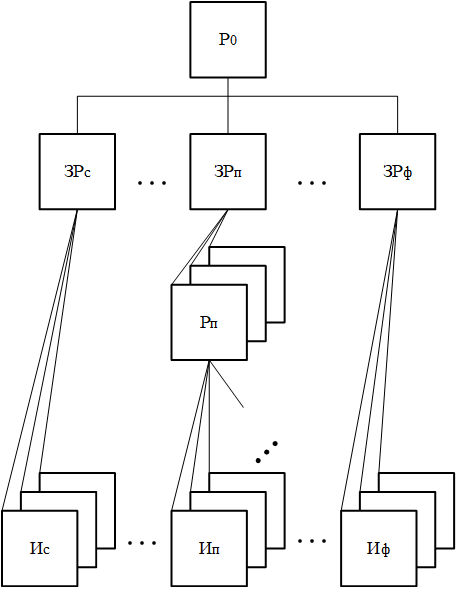 Р0
ЗРс ... ЗРп ... ЗРф
Рп
Ис ... Ип ... Иф